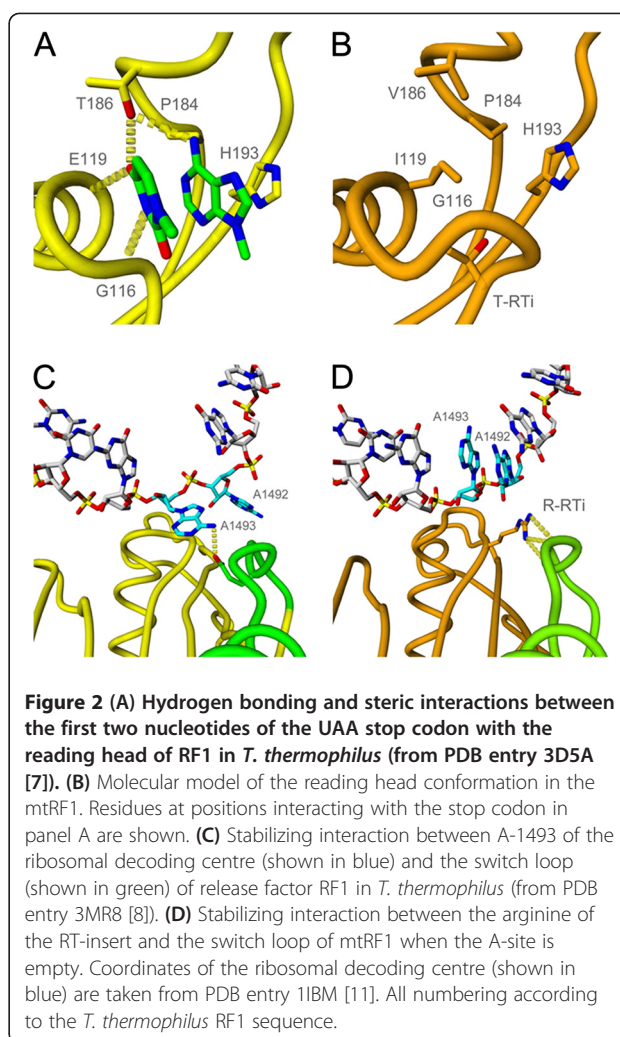 A
T186
P184
E119
H193
G116
B
V186
P184
H193
I119
G116
T-RTi
C
A1492
A1493
D
A1493
A1492
R-RTi
Figure 2 (A) Hydrogen bonding and steric interactions between
the first two nucleotides of the UAA stop codon with the
reading head of RF1 in T. thermophilus (from PDB entry 3D5A
[7]). (B) Molecular model of the reading head conformation in the
mtRF1. Residues at positions interacting with the stop codon in
panel A are shown. (C) Stabilizing interaction between A-1493 of the
ribosomal decoding centre (shown in blue) and the switch loop
(shown in green) of release factor RF1 in T. thermophilus (from PDB
entry 3MR8 [8]). (D) Stabilizing interaction between the arginine of
the RT-insert and the switch loop of mtRF1 when the A-site is
empty. Coordinates of the ribosomal decoding centre (shown in
blue) are taken from PDB entry 1IBM [11]. All numbering according
to the T. thermophilus RF1 sequence.